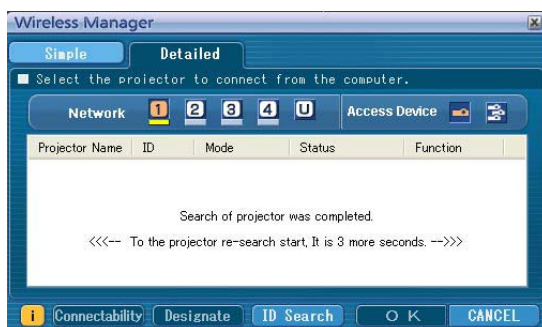 Wireless Manager
Simple Detailed
Select the projector to connect from the computer.
Network 1 2 3 4 U Access Device
Projector Name ID Mode Status Function
Search of projector was completed.
<<<-- To the projector re-search start, It is 3 more seconds. -->>>
i Connectability Designate ID Search O K CANCEL